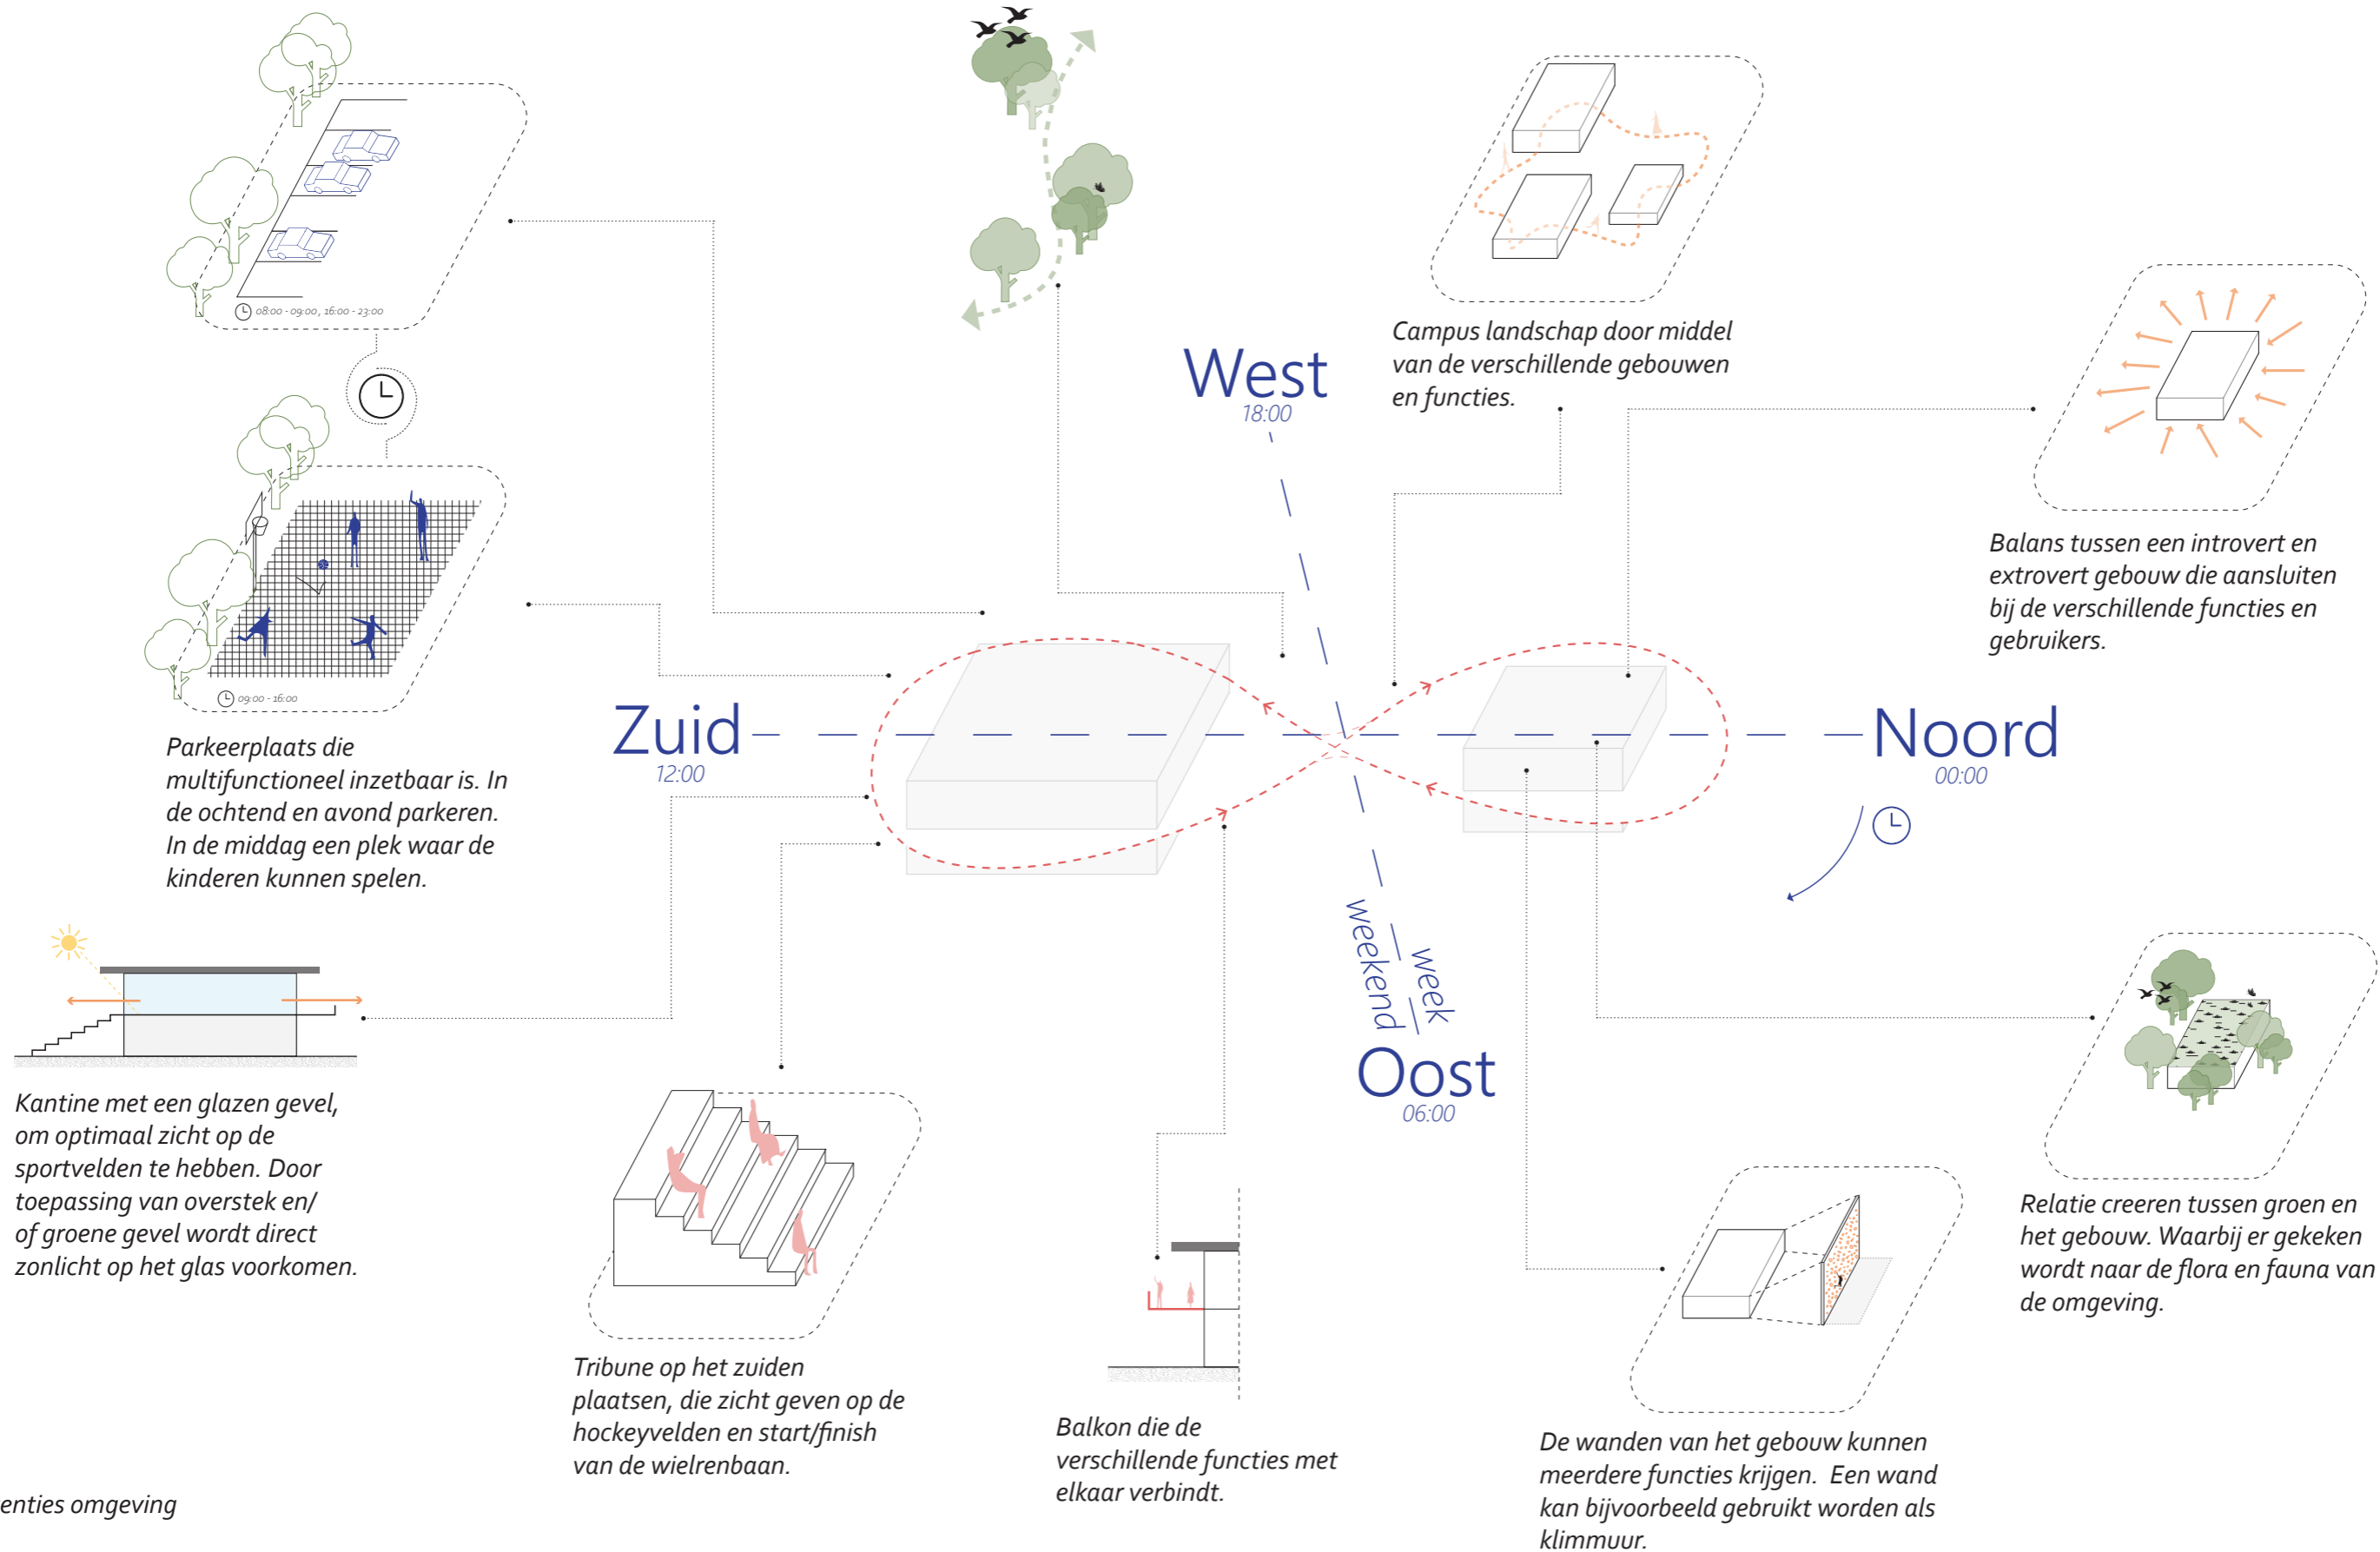 08:00 - 09:00 , 16:00 - 23:00
09:00 - 16:00
Parkeerplaats die
multifunctioneel inzetbaar is. In
de ochtend en avond parkeren.
In de middag een plek waar de
kinderen kunnen spelen.
West
18:00
Campus landschap door middel
van de verschillende gebouwen
en functies.
Balans tussen een introvert en
extrovert gebouw die aansluiten
bij de verschillende functies en
gebruikers.
Zuid
12:00
Noord
00:00
weekend
week
Oost
06:00
Kantine met een glazen gevel,
om optimaal zicht op de
sportvelden te hebben. Door
toepassing van overstek en/
of groene gevel wordt direct
zonlicht op het glas voorkomen.
Tribune op het zuiden
plaatsen, die zicht geven op de
hockeyvelden en start/finish
van de wielrenbaan.
Balkon die de
verschillende functies met
elkaar verbindt.
De wanden van het gebouw kunnen
meerdere functies krijgen.  Een wand
kan bijvoorbeeld gebruikt worden als
klimmuur.
Relatie creeren tussen groen en
het gebouw. Waarbij er gekeken
wordt naar de flora en fauna van
de omgeving.
enties omgeving